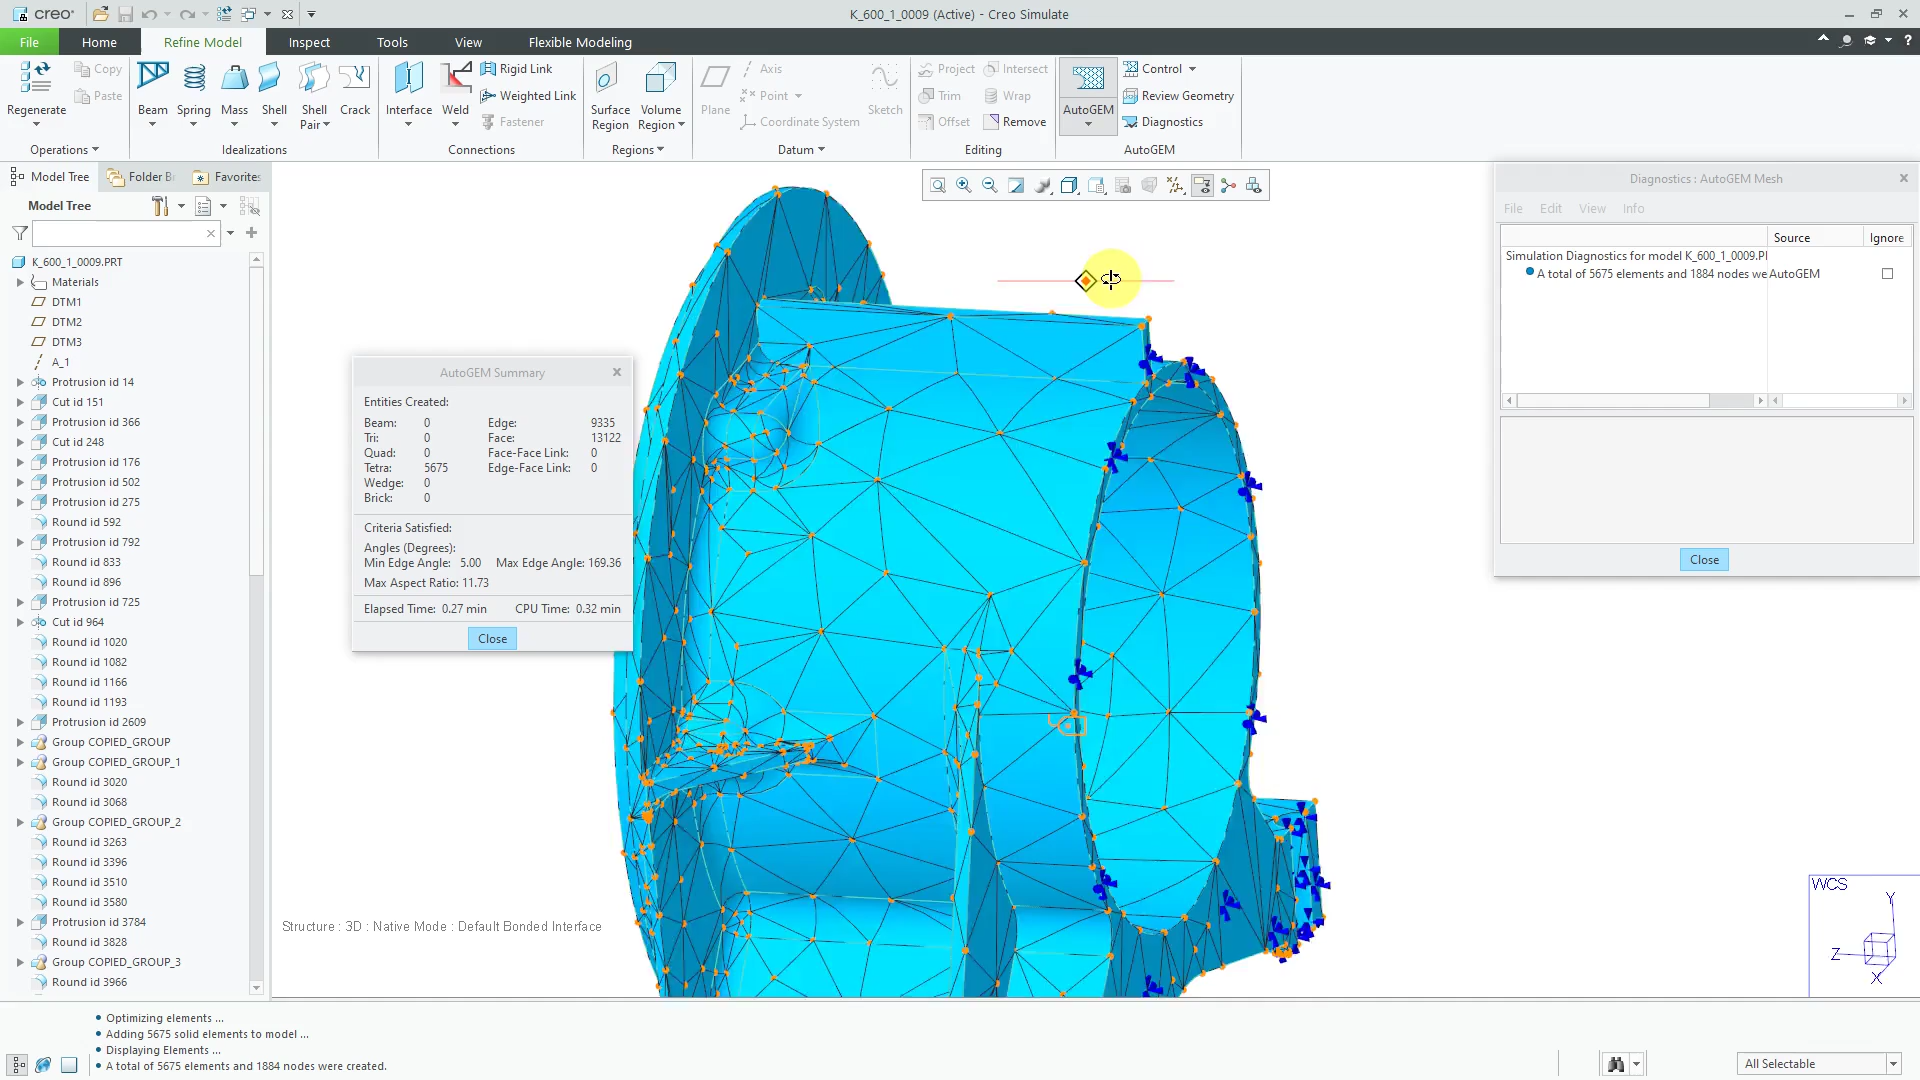 creo
K_600_1_0009 (Active) - Creo Simulate
File
Home
Refine Model
Inspect
Tools
View
Flexible Modeling
Regenerate
Copy
Paste
Operations
Beam
Spring
Mass
Shell
Shell Pair
Crack
Idealizations
Interface
Weld
Rigid Link
Weighted Link
Fastener
Connections
Surface Region
Volume Region
Regions
Plane
Axis
Point
Coordinate System
Sketch
Datum
Project
Intersect
Trim
Wrap
Offset
Remove
Editing
AutoGEM
Control
Review Geometry
Diagnostics
AutoGEM
Model Tree
Folder Br
Favorites
Model Tree
K_600_1_0009.PRT
Materials
DTM1
DTM2
DTM3
A_1
Protrusion id 14
Cut id 151
Protrusion id 366
Cut id 248
Protrusion id 176
Protrusion id 502
Protrusion id 275
Round id 592
Protrusion id 792
Round id 833
Round id 896
Protrusion id 725
Cut id 964
Round id 1020
Round id 1082
Round id 1166
Round id 1193
Protrusion id 2609
Group COPIED_GROUP
Group COPIED_GROUP_1
Round id 3020
Round id 3068
Group COPIED_GROUP_2
Round id 3263
Round id 3396
Round id 3510
Round id 3580
Protrusion id 3784
Round id 3828
Group COPIED_GROUP_3
Round id 3966
AutoGEM Summary
Entities Created:
Beam: 0 Edge: 9335
Tri: 0 Face: 13122
Quad: 0 Face-Face Link: 0
Tetra: 5675 Edge-Face Link: 0
Wedge: 0
Brick: 0
Criteria Satisfied:
Angles (Degrees):
Min Edge Angle: 5.00 Max Edge Angle: 169.36
Max Aspect Ratio: 11.73
Elapsed Time: 0.27 min CPU Time: 0.32 min
Close
Structure : 3D : Native Mode : Default Bonded Interface
Diagnostics : AutoGEM Mesh
File Edit View Info
Source Ignore
Simulation Diagnostics for model K_600_1_0009.PI
A total of 5675 elements and 1884 nodes we AutoGEM
Close
WCS
Y
Z
X
Optimizing elements ...
Adding 5675 solid elements to model ...
Displaying Elements ...
A total of 5675 elements and 1884 nodes were created.
All Selectable